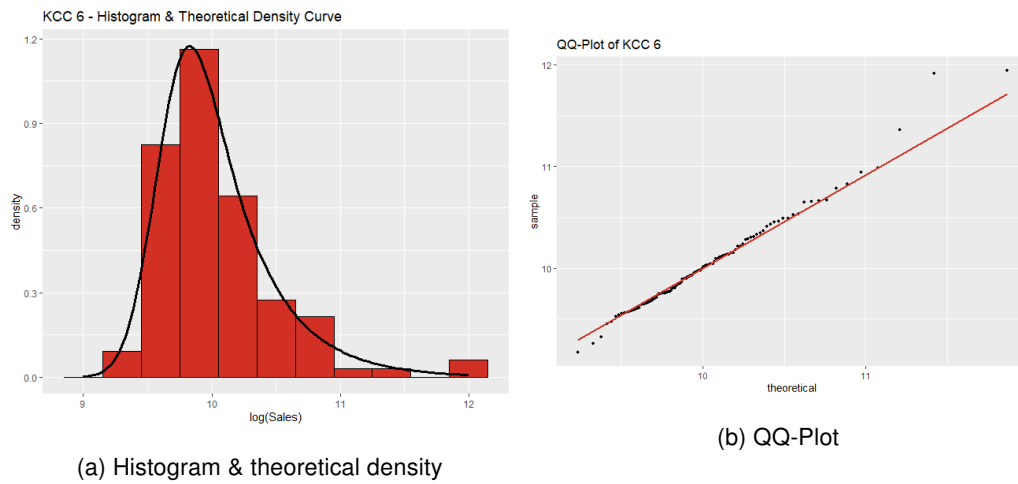 KCC 6 - Histogram & Theoretical Density Curve
1.2
0.9
0.6
0.3
0.0
density
9
10
11
12
log(Sales)
(a) Histogram & theoretical density
QQ-Plot of KCC 6
12
11
10
sample
10
11
theoretical
(b) QQ-Plot